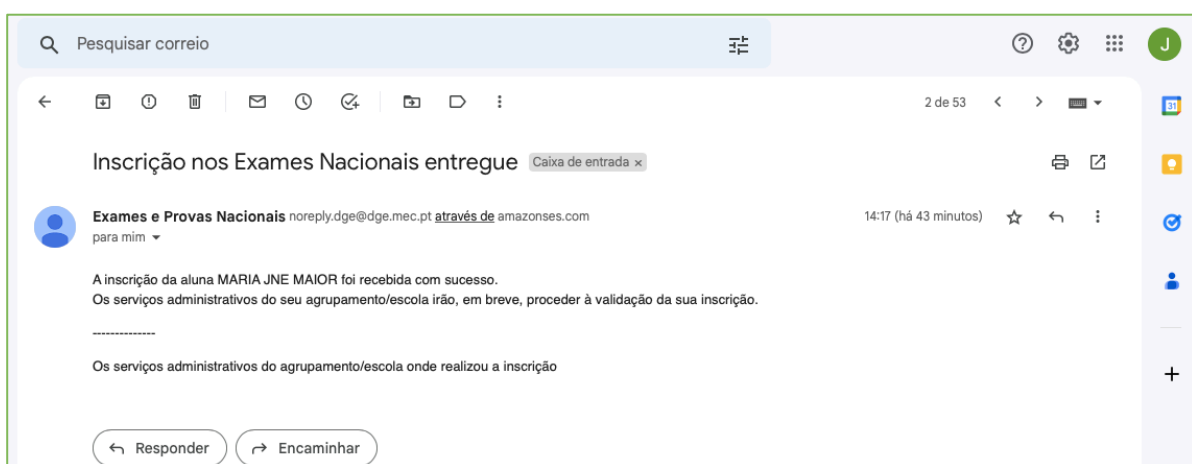 Pesquisar correio
J
2 de 53
31
Inscrição nos Exames Nacionais entregue Caixa de entrada ×
Exames e Provas Nacionais noreply.dge@dge.mec.pt através de amazonses.com 14:17 (há 43 minutos)
para mim
A inscrição da aluna MARIA JNE MAIOR foi recebida com sucesso.
Os serviços administrativos do seu agrupamento/escola irão, em breve, proceder à validação da sua inscrição.
--------------
Os serviços administrativos do agrupamento/escola onde realizou a inscrição
Responder Encaminhar